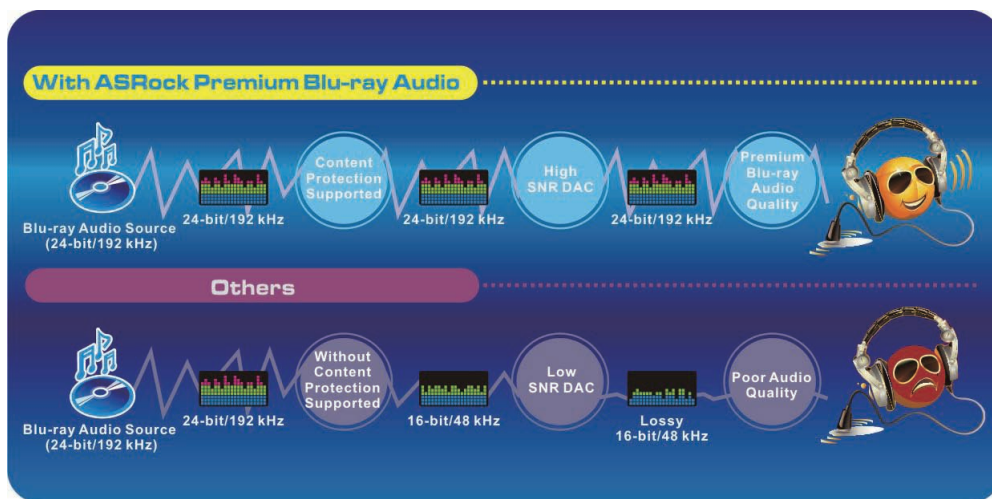 With ASRock Premium Blu-ray Audio
Content
Protection
Supported
High
SNR DAC
Premium
Blu-ray
Audio
Quality
24-bit/192 kHz
24-bit/192 kHz
24-bit/192 kHz
Blu-ray Audio Source
(24-bit/192 kHz)
Others
Without
Content
Protection
Supported
Low
SNR DAC
Poor Audio
Quality
24-bit/192 kHz
16-bit/48 kHz
Lossy
16-bit/48 kHz
Blu-ray Audio Source
(24-bit/192 kHz)